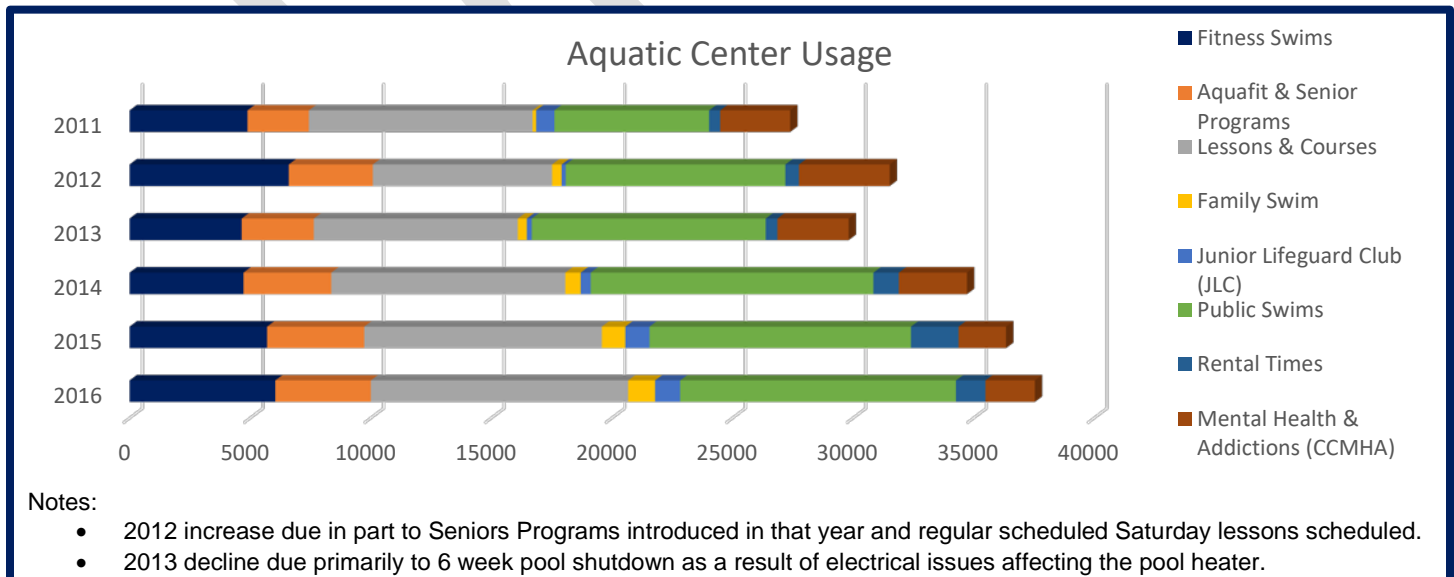 Aquatic Center Usage
Fitness Swims
Aquafit & Senior
Programs
Lessons & Courses
Family Swim
Junior Lifeguard Club
(JLC)
Public Swims
Rental Times
Mental Health &
Addictions (CCMHA)
2011
2012
2013
2014
2015
2016
0 5000 10000 15000 20000 25000 30000 35000 40000
Notes:
• 2012 increase due in part to Seniors Programs introduced in that year and regular scheduled Saturday lessons scheduled.
• 2013 decline due primarily to 6 week pool shutdown as a result of electrical issues affecting the pool heater.